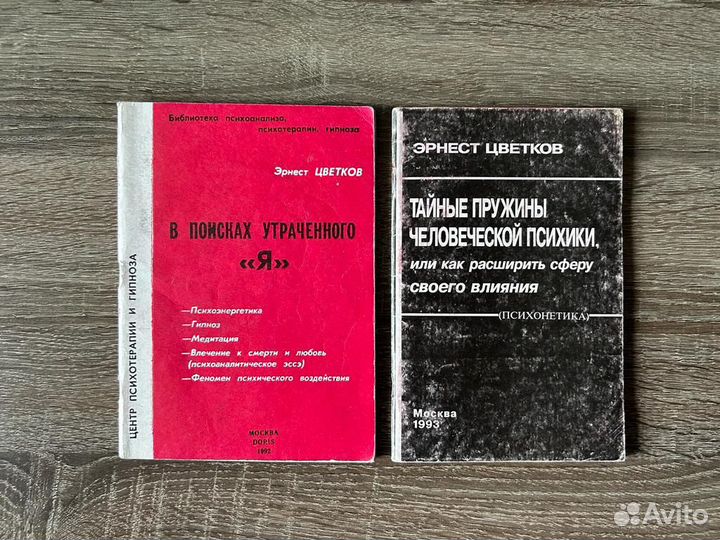 Библиотека психоанализа,
психотерапии, гипноза
Эрнест ЦВЕТКОВ
В ПОИСКАХ УТРАЧЕННОГО
«Я»
—Психоэнергетика
—Гипноз
—Медитация
—Влечение к смерти и любовь
(психоаналитическое эссэ)
—Феномен психического воздействия
МОСКВА
DORIS
1992
ЦЕНТР ПСИХОТЕРАПИИ И ГИПНОЗА
ЭРНЕСТ ЦВЕТКОВ
ТАЙНЫЕ ПРУЖИНЫ
ЧЕЛОВЕЧЕСКОЙ ПСИХИКИ,
или как расширить сферу
своего влияния
(ПСИХОНЕТИКА)
Москва
1993
Avito